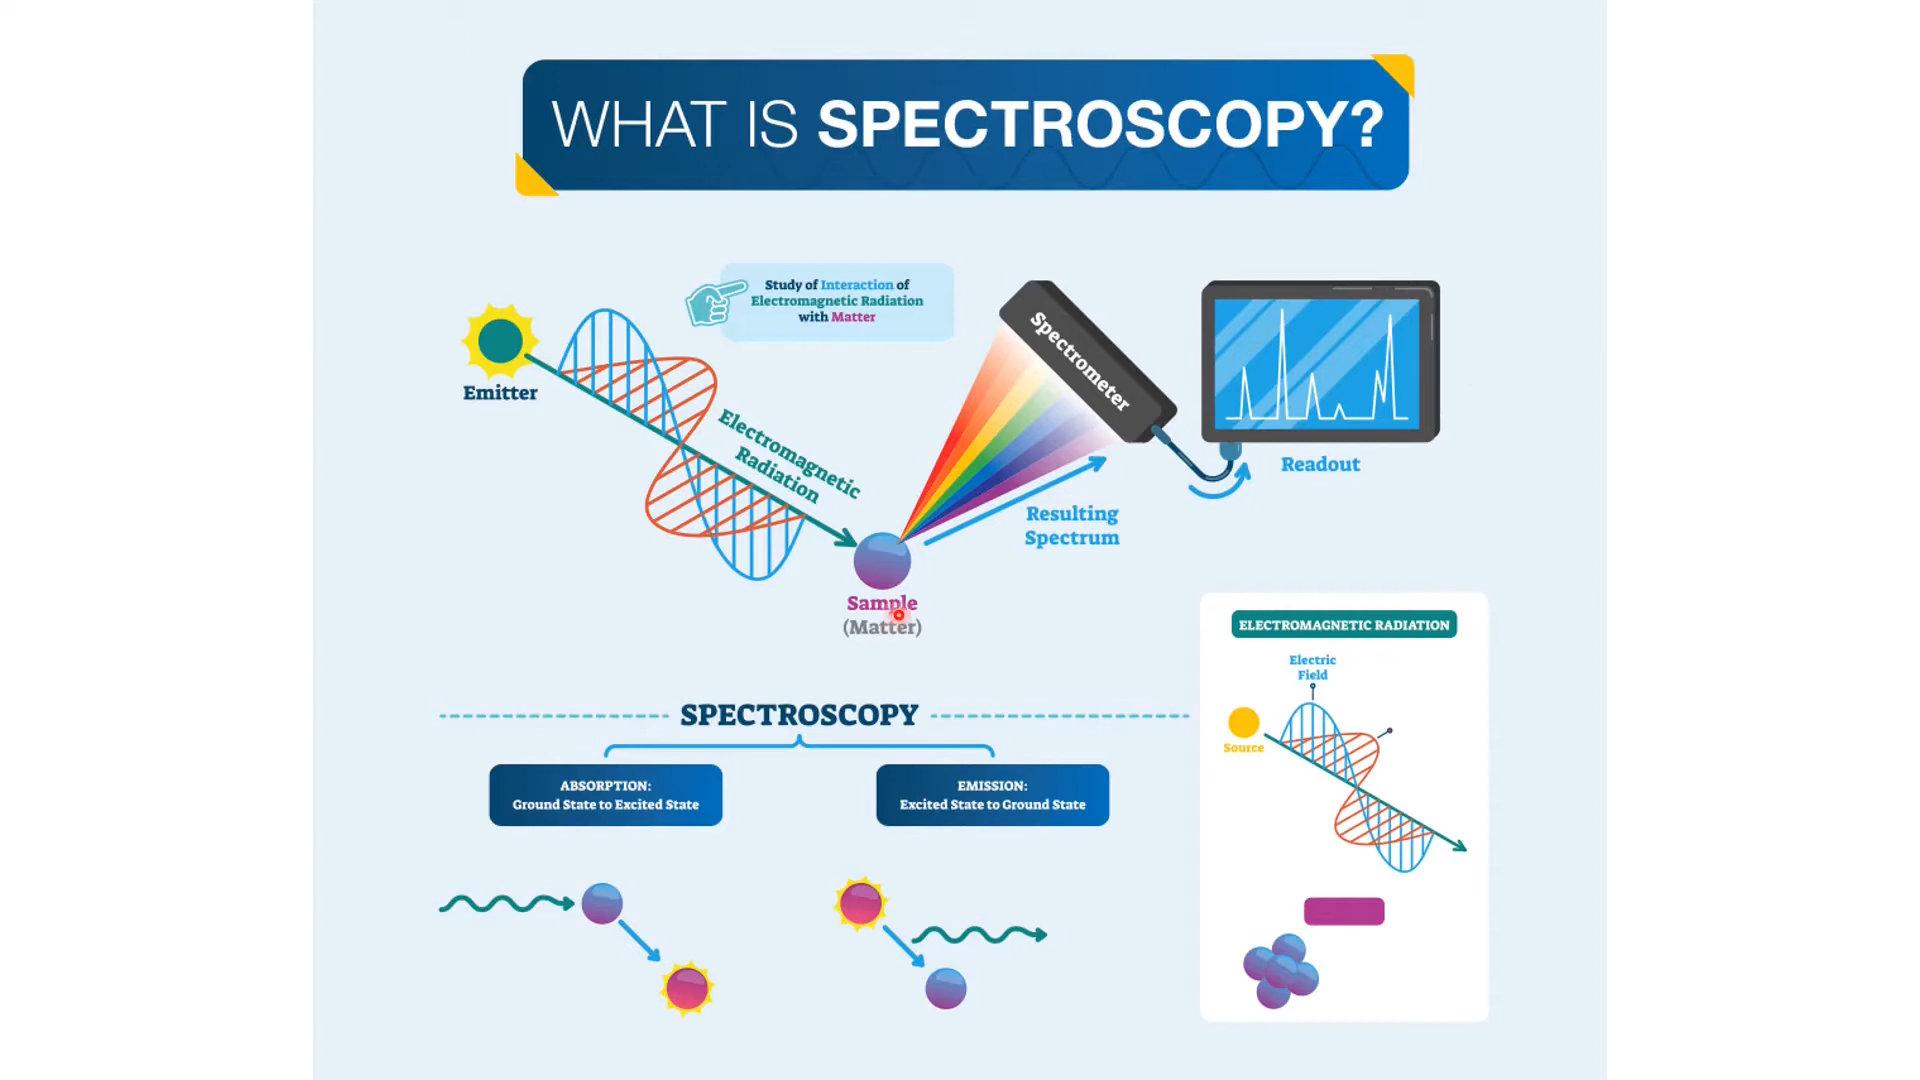 WHAT IS SPECTROSCOPY?
Study of Interaction of
Electromagnetic Radiation
with Matter
Emitter
Electromagnetic
Radiation
Spectrometer
Readout
Resulting
Spectrum
Sample
(Matter)
ELECTROMAGNETIC RADIATION
Electric
Field
Source
SPECTROSCOPY
ABSORPTION:
Ground State to Excited State
EMISSION:
Excited State to Ground State